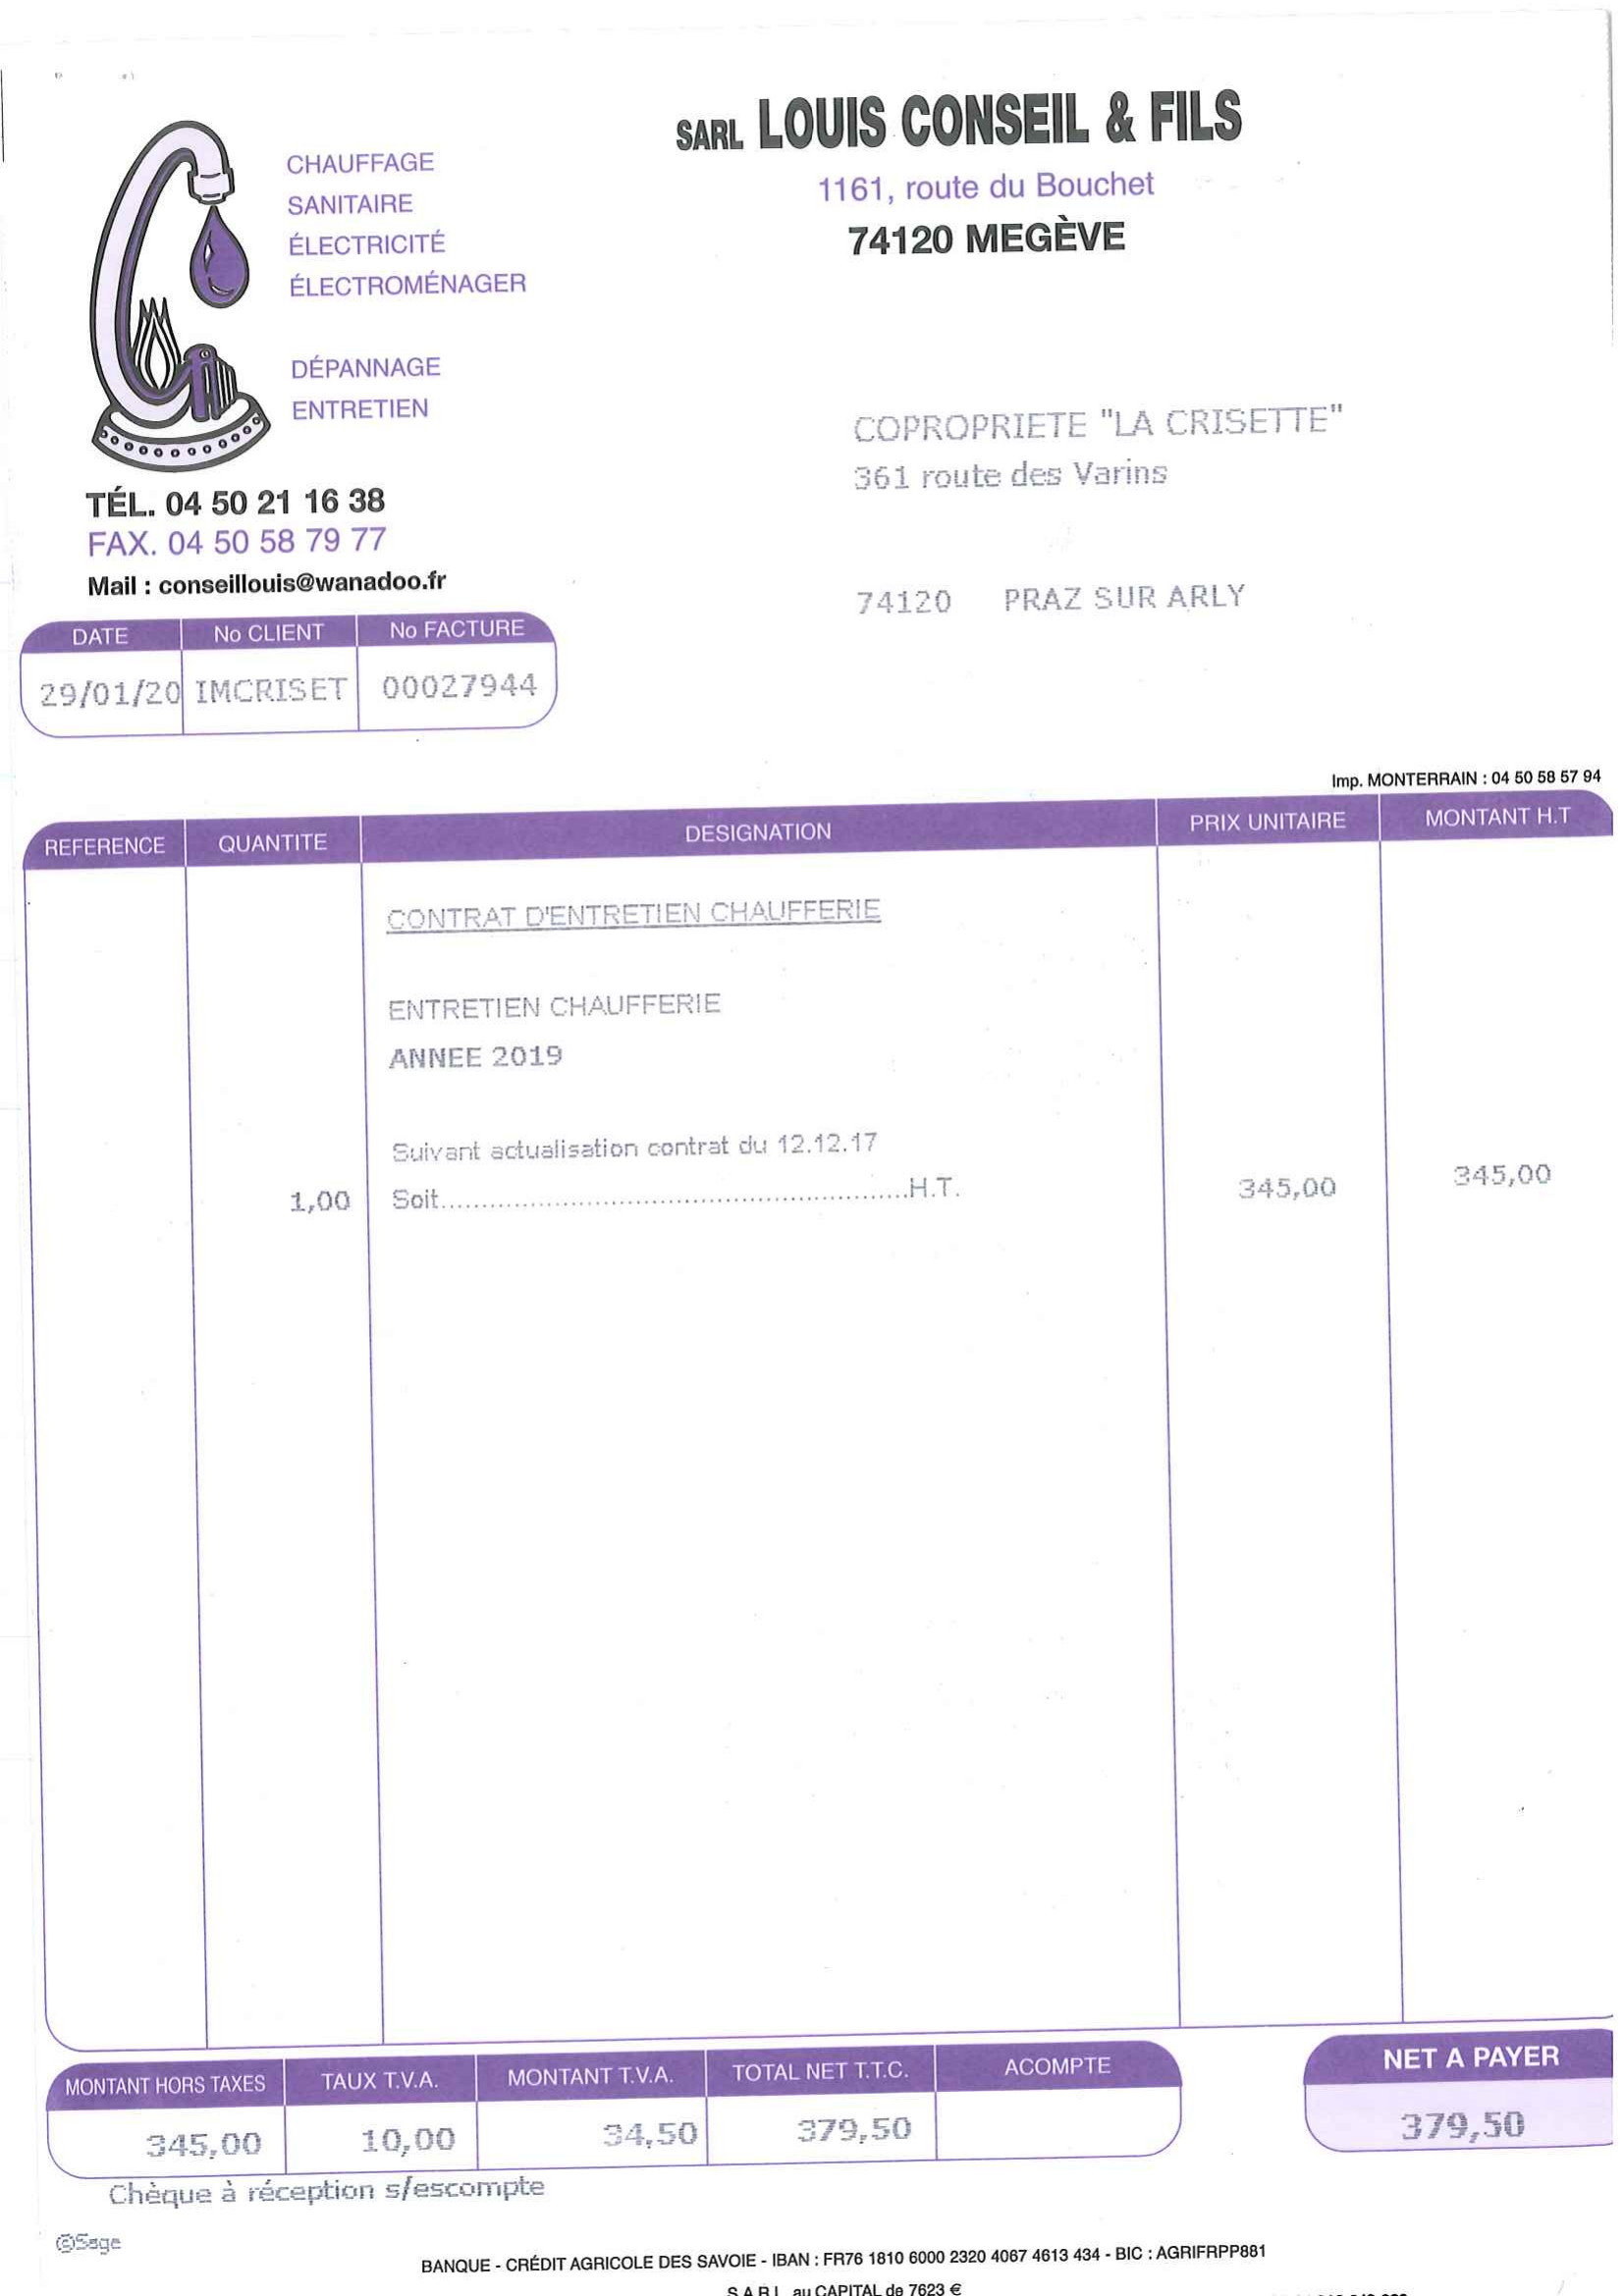 SARL LOUIS CONSEIL & FILS
1161, route du Bouchet
74120 MEGÈVE
CHAUFFAGE
SANITAIRE
ÉLECTRICITÉ
ÉLECTROMÉNAGER
DÉPANNAGE
ENTRETIEN
TÉL. 04 50 21 16 38
FAX. 04 50 58 79 77
Mail : conseillouis@wanadoo.fr
COPROPRIETE "LA CRISETTE"
361 route des Varins
74120 PRAZ SUR ARLY
DATE No CLIENT No FACTURE
29/01/20 IMCRISET 00027944
Imp. MONTERRAIN : 04 50 58 57 94
REFERENCE QUANTITE DESIGNATION PRIX UNITAIRE MONTANT H.T
CONTRAT D'ENTRETIEN CHAUFFERIE
ENTRETIEN CHAUFFERIE
ANNEE 2019
Suivant actualisation contrat du 12.12.17
1,00 Soit..........................................................H.T. 345,00 345,00
MONTANT HORS TAXES TAUX T.V.A. MONTANT T.V.A. TOTAL NET T.T.C. ACOMPTE NET A PAYER
345,00 10,00 34,50 379,50 379,50
Chèque à réception s/escompte
©Sage
BANQUE - CRÉDIT AGRICOLE DES SAVOIE - IBAN : FR76 1810 6000 2320 4067 4613 434 - BIC : AGRIFRPP881
S.A.R.L. au CAPITAL de 7623 €